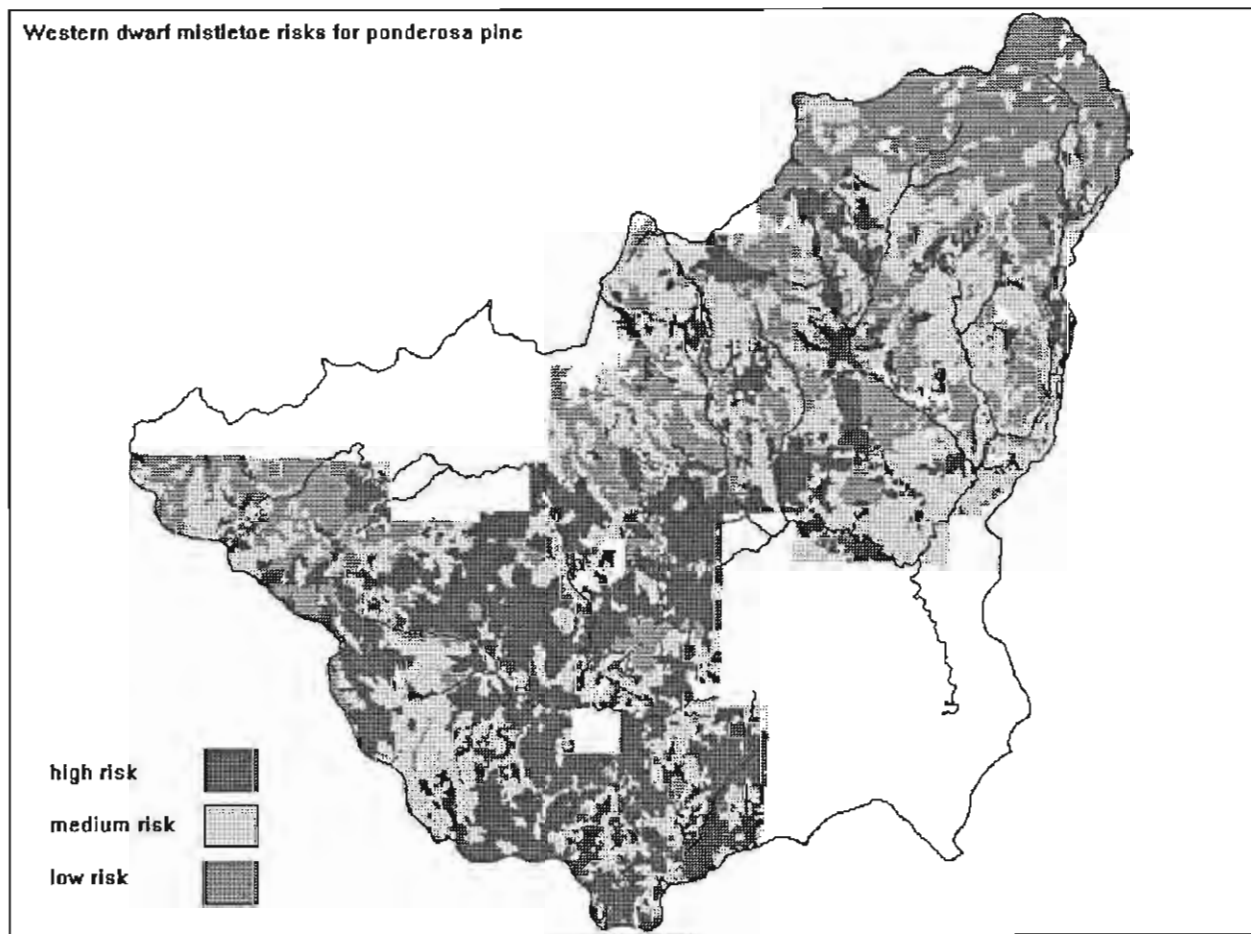 Western dwarf mistletoe risks for ponderosa pine
high risk
medium risk
low risk